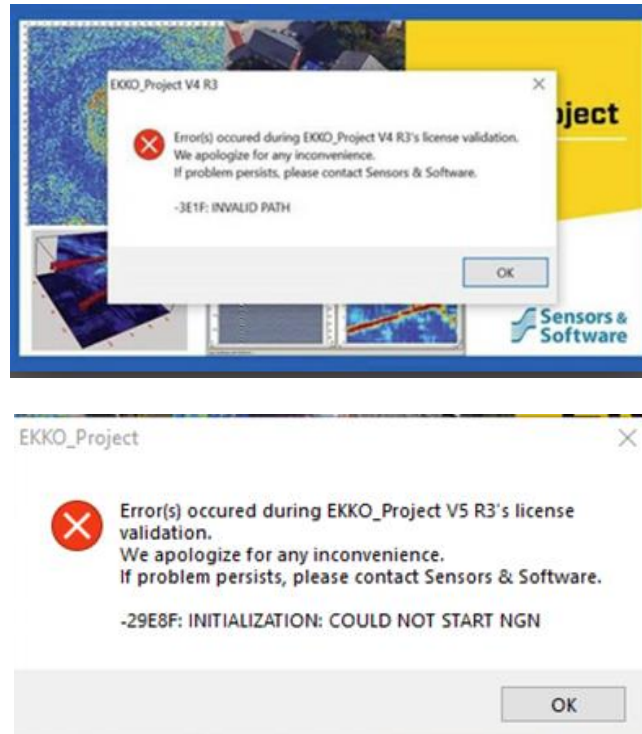 EKKO_Project V4 R3
oject
Error(s) occured during EKKO_Project V4 R3's license validation.
We apologize for any inconvenience.
If problem persists, please contact Sensors & Software.
-3E1F: INVALID PATH
OK
Sensors &
Software
EKKO_Project
Error(s) occured during EKKO_Project V5 R3's license
validation.
We apologize for any inconvenience.
If problem persists, please contact Sensors & Software.
-29E8F: INITIALIZATION: COULD NOT START NGN
OK